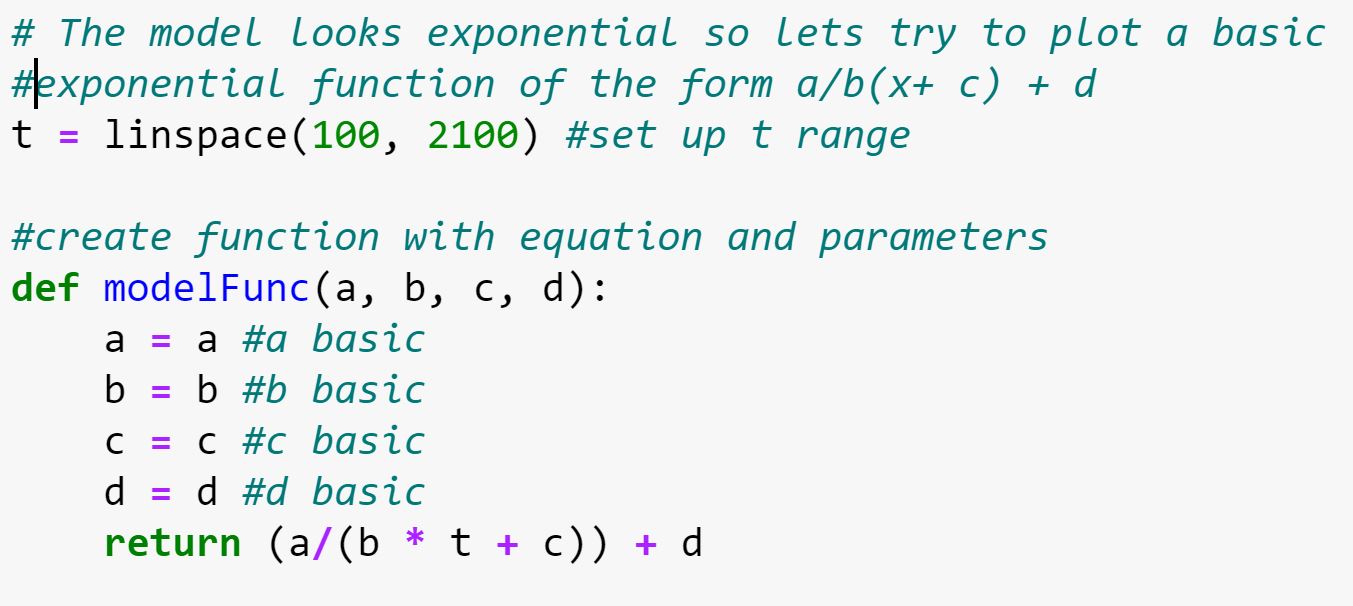 # The model looks exponential so lets try to plot a basic
#exponential function of the form a/b(x+ c) + d
t = linspace(100, 2100) #set up t range
#create function with equation and parameters
def modelFunc(a, b, c, d):
    a = a #a basic
    b = b #b basic
    c = c #c basic
    d = d #d basic
    return (a/(b * t + c)) + d